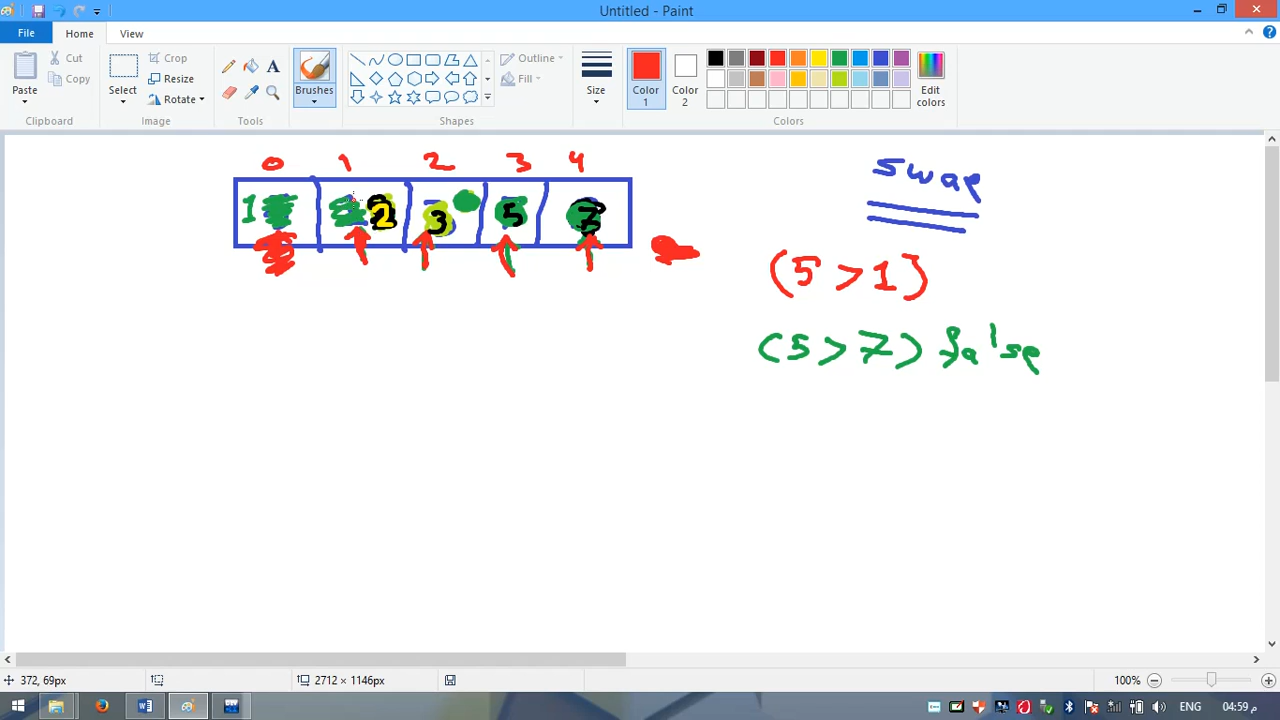 Untitled - Paint
File Home View
Cut
Copy
Paste
Clipboard
Crop
Resize
Rotate
Select
Image
Tools
Brushes
Outline
Fill
Shapes
Size
Color 1
Color 2
Edit colors
Colors
0 1 2 3 4
1 2 3 5 7
swap
(5 > 1)
(5 > 7) false
372, 69px
2712 × 1146px
100%
ENG
04:59 م